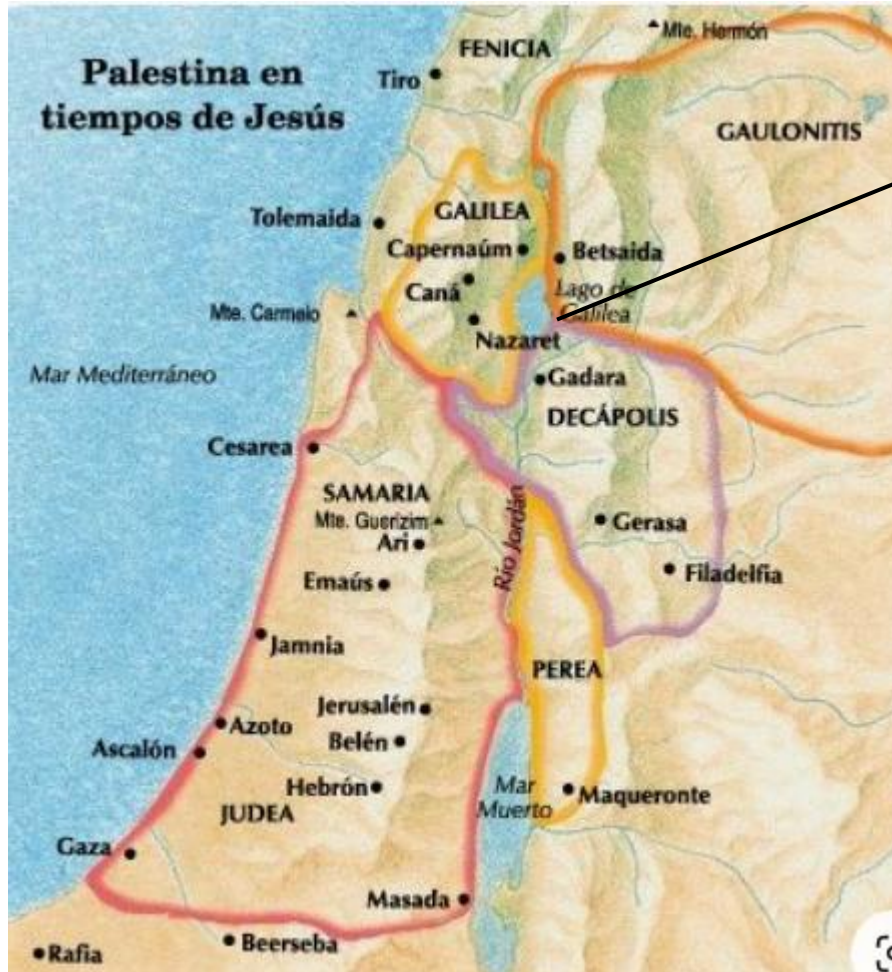 Palestina en
tiempos de Jesús
FENICIA
Mte. Hermón
Tiro
GAULONITIS
Tolemaida
GALILEA
Capernaúm
Betsaida
Caná
Lago de
Galilea
Mte. Carmelo
Nazaret
Mar Mediterráneo
Gadara
DECÁPOLIS
Cesarea
SAMARIA
Mte. Guerizim
Gerasa
Ari
Río Jordán
Filadelfia
Emaús
Jamnia
PEREA
Jerusalén
Azoto
Belén
Ascalón
Hebrón
Mar
Muerto
Maqueronte
JUDEA
Gaza
Masada
Beerseba
Rafia